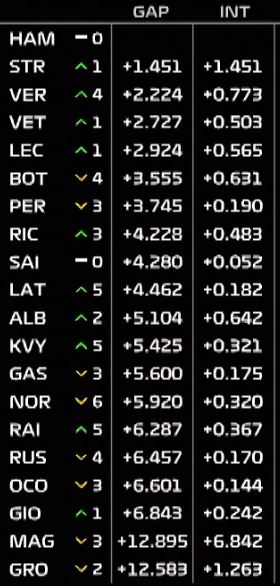 GAP INT
HAM 0
STR 1 +1.451 +1.451
VER 4 +2.224 +0.773
VET 1 +2.727 +0.503
LEC 1 +2.924 +0.565
BOT 4 +3.555 +0.631
PER 3 +3.745 +0.190
RIC 3 +4.228 +0.483
SAI 0 +4.280 +0.052
LAT 5 +4.462 +0.182
ALB 2 +5.104 +0.642
KVY 5 +5.425 +0.321
GAS 3 +5.600 +0.175
NOR 6 +5.920 +0.320
RAI 5 +6.287 +0.367
RUS 4 +6.457 +0.170
OCO 3 +6.601 +0.144
GIO 1 +6.843 +0.242
MAG 3 +12.895 +6.842
GRO 2 +12.583 +1.263